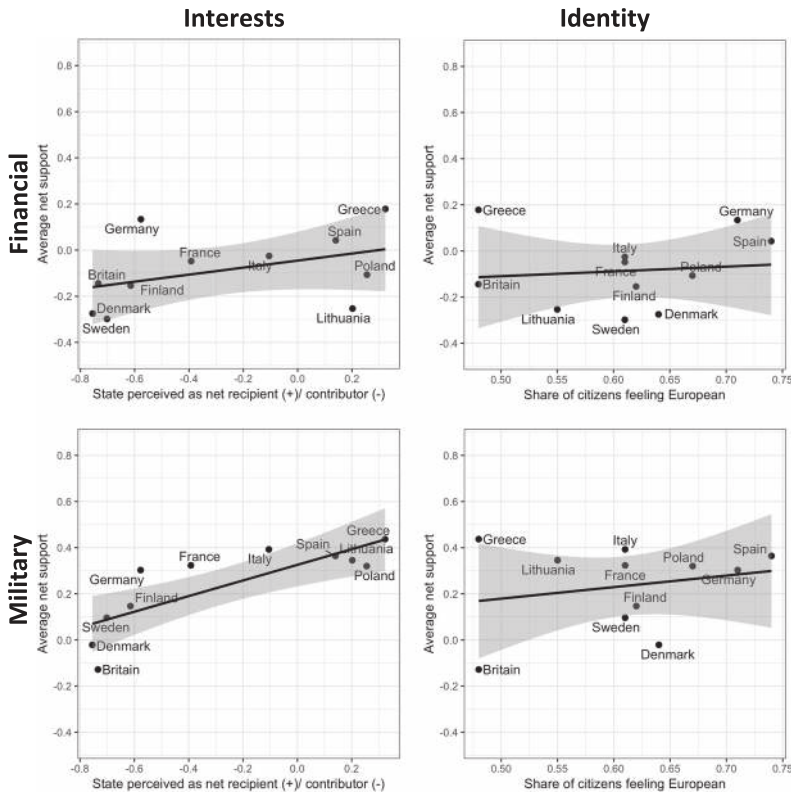 Interests
Identity
Financial
Average net support
0.8
0.6
0.4
0.2
0.0
-0.2
-0.4
Greece
Germany
Spain
France
Italy
Britain
Poland
Finland
Denmark
Sweden
Lithuania
-0.8
-0.6
-0.4
-0.2
0.0
0.2
State perceived as net recipient (+)/ contributor (-)
Average net support
0.8
0.6
0.4
0.2
0.0
-0.2
-0.4
Greece
Germany
Italy
Spain
France
Poland
Britain
Finland
Lithuania
Denmark
Sweden
0.50
0.55
0.60
0.65
0.70
0.75
Share of citizens feeling European
Military
Average net support
0.8
0.6
0.4
0.2
0.0
-0.2
-0.4
Greece
Spain
Lithuania
France
Italy
Germany
Poland
Finland
Sweden
Denmark
Britain
-0.8
-0.6
-0.4
-0.2
0.0
0.2
State perceived as net recipient (+)/ contributor (-)
Average net support
0.8
0.6
0.4
0.2
0.0
-0.2
-0.4
Greece
Italy
Spain
Poland
Lithuania
France
Germany
Finland
Sweden
Denmark
Britain
0.50
0.55
0.60
0.65
0.70
0.75
Share of citizens feeling European